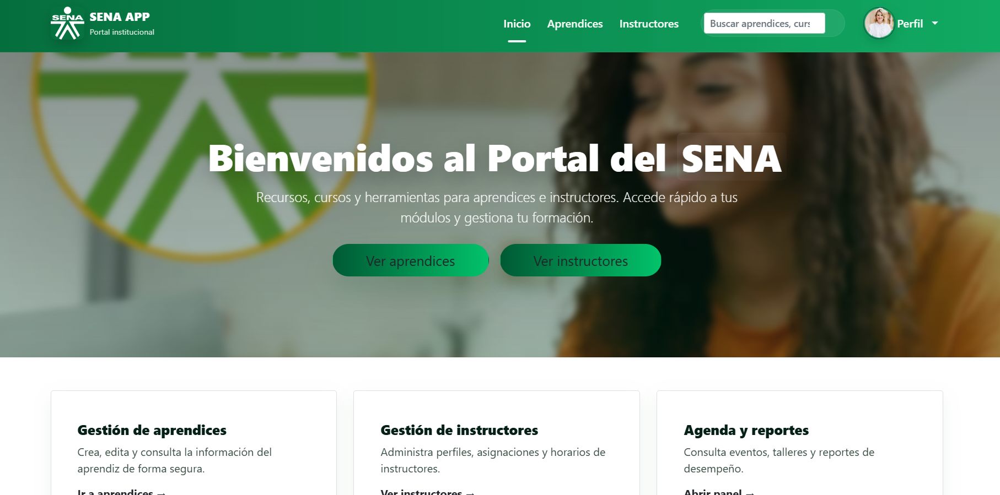 SENA
SENA APP
Portal institucional
Inicio
Aprendices
Instructores
Buscar aprendices, curs
Perfil
Bienvenidos al Portal del SENA
Recursos, cursos y herramientas para aprendices e instructores. Accede rápido a tus
módulos y gestiona tu formación.
Ver aprendices
Ver instructores
Gestión de aprendices
Crea, edita y consulta la información del
aprendiz de forma segura.
Ir a aprendices →
Gestión de instructores
Administra perfiles, asignaciones y horarios de
instructores.
Ver instructores →
Agenda y reportes
Consulta eventos, talleres y reportes de
desempeño.
Abrir panel →